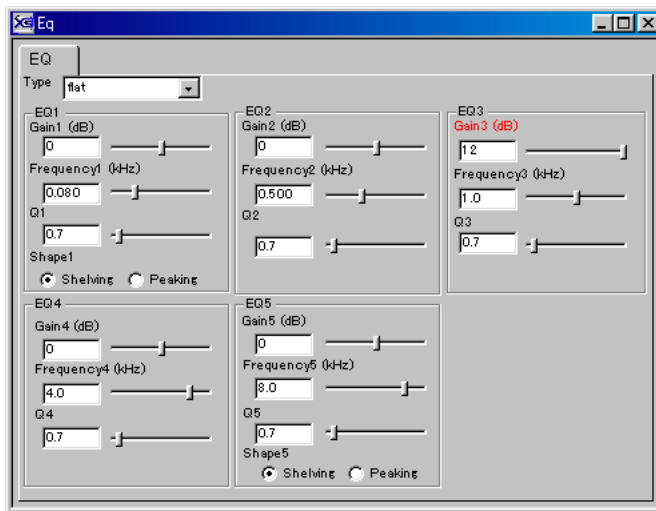 XG Eq
EQ
Type flat
EQ1
Gain1 (dB)
0
Frequency1 (kHz)
0.080
Q1
0.7
Shape1
Shelving Peaking
EQ2
Gain2 (dB)
0
Frequency2 (kHz)
0.500
Q2
0.7
EQ3
Gain3 (dB)
12
Frequency3 (kHz)
1.0
Q3
0.7
EQ4
Gain4 (dB)
0
Frequency4 (kHz)
4.0
Q4
0.7
EQ5
Gain5 (dB)
0
Frequency5 (kHz)
8.0
Q5
0.7
Shape5
Shelving Peaking